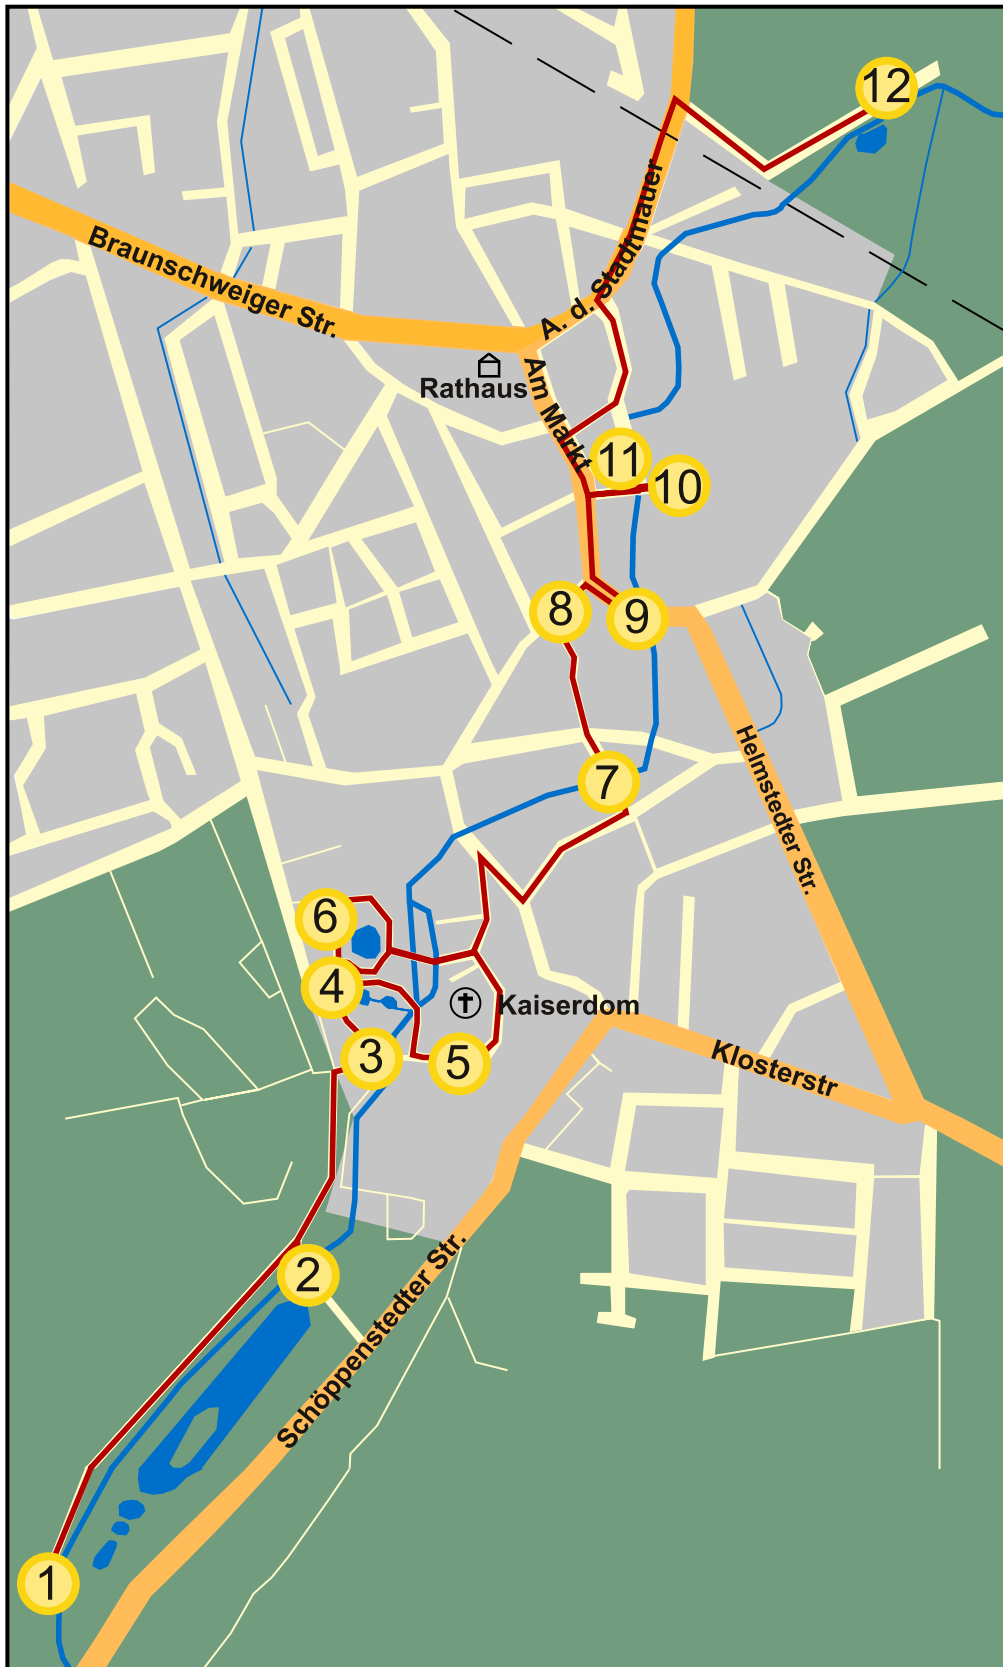 12
Braunschweiger Str.
A. d. Stadtmauer
Rathaus
Am Markt
11
10
8
9
7
Helmstedter Str.
6
4
Kaiserdom
3
5
Klosterstr
2
Schöppenstedter Str.
1